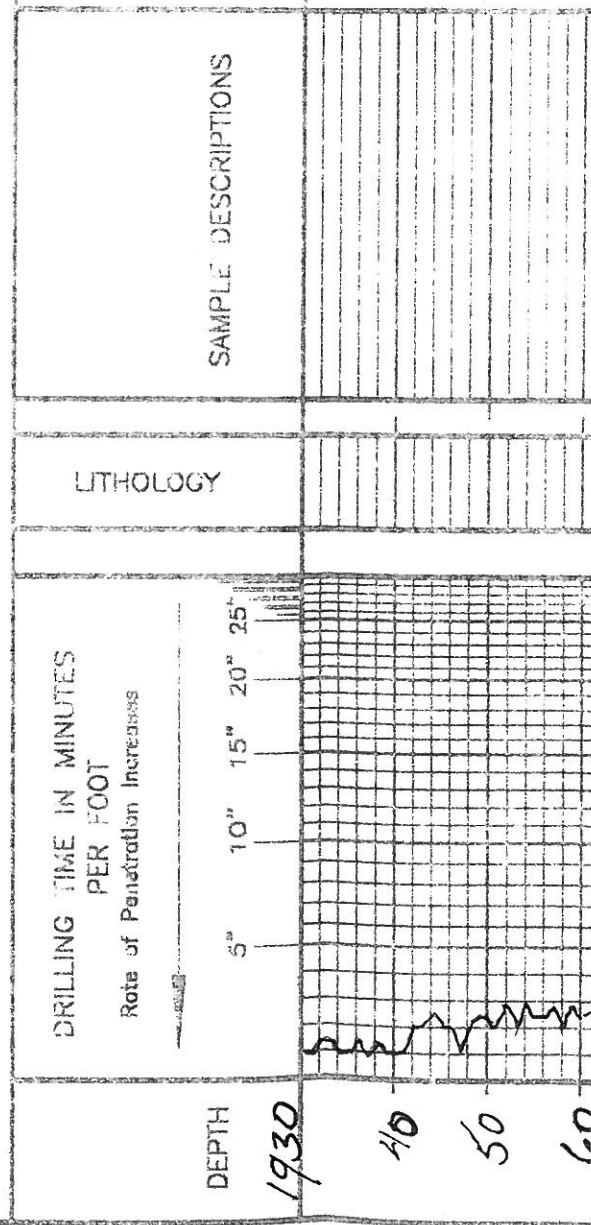 DEPTH
DRILLING TIME IN MINUTES
PER FOOT
Rate of Penetration Increases
5"
10"
15"
20"
25"
LITHOLOGY
SAMPLE DESCRIPTIONS
1930
40
50
60